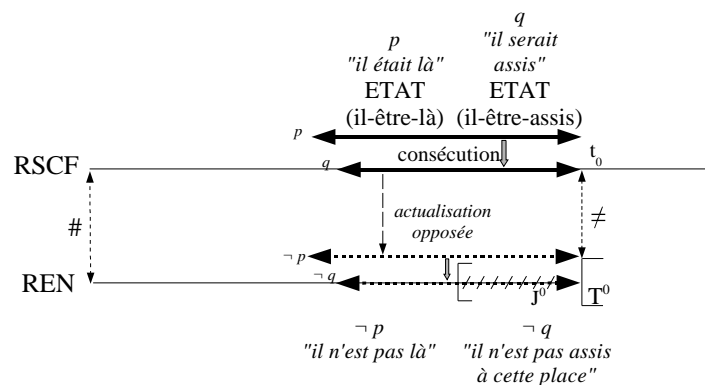 p q
"il était là" "il serait
assis"
ETAT ETAT
(il-être-là) (il-être-assis)
p
RSCF q consécution t0
# actualisation ≠
opposée
¬ p
REN ¬ q J0 T0
¬ p ¬ q
"il n'est pas là" "il n'est pas assis
à cette place"